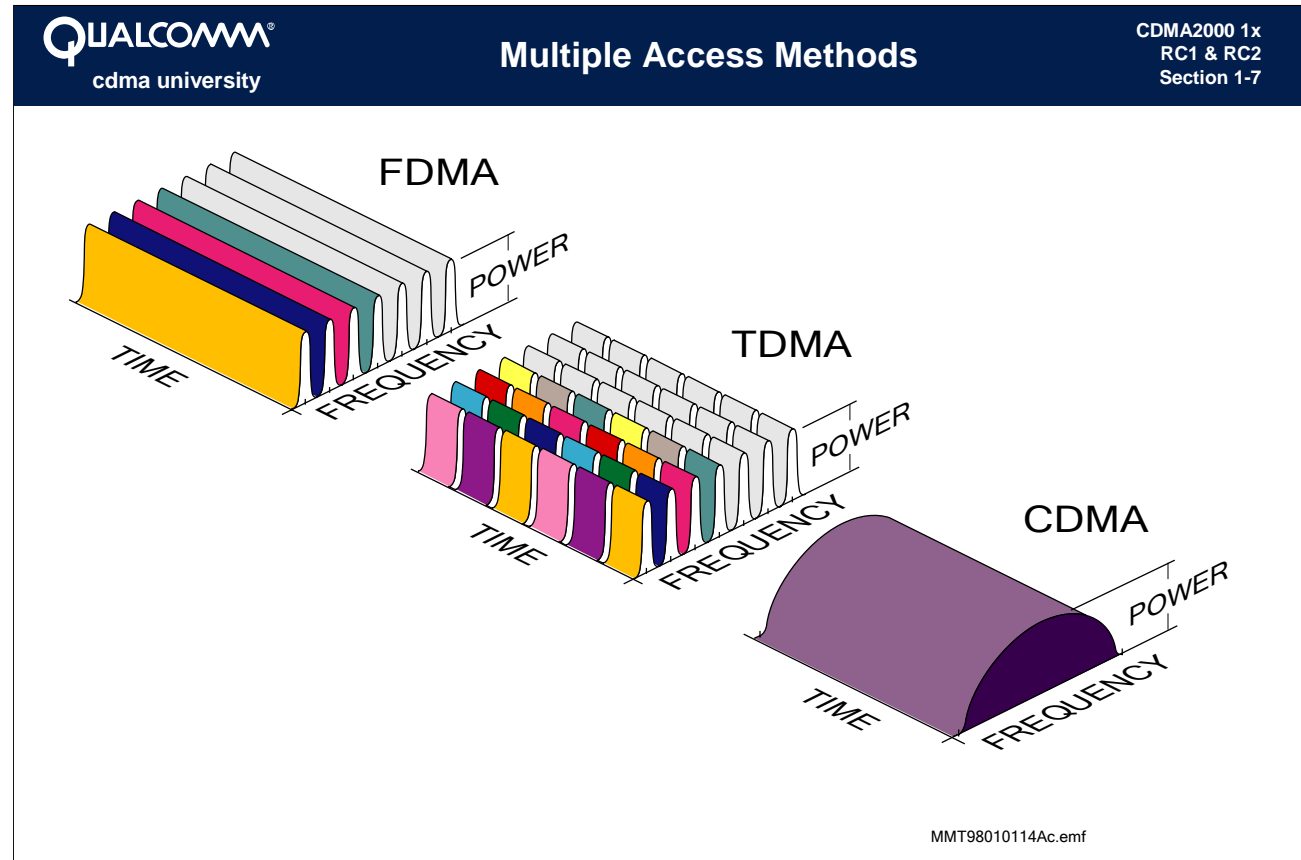 QUALCOMM®
cdma university
Multiple Access Methods
CDMA2000 1x
RC1 & RC2
Section 1-7
FDMA
POWER
TIME
FREQUENCY
TDMA
POWER
TIME
FREQUENCY
CDMA
POWER
TIME
FREQUENCY
MMT98010114Ac.emf